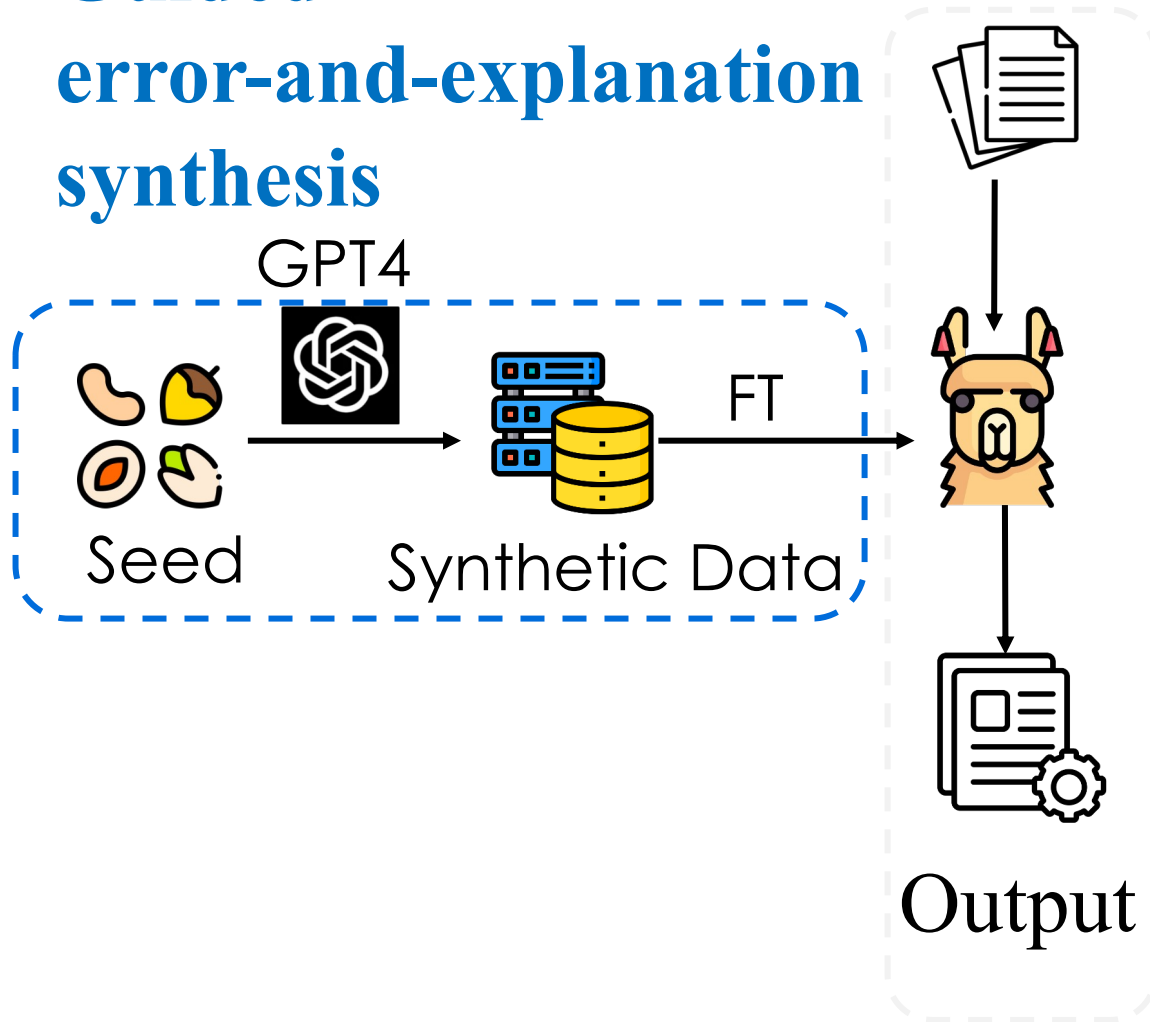 error-and-explanation
synthesis
GPT4
FT
Seed
Synthetic Data
Output